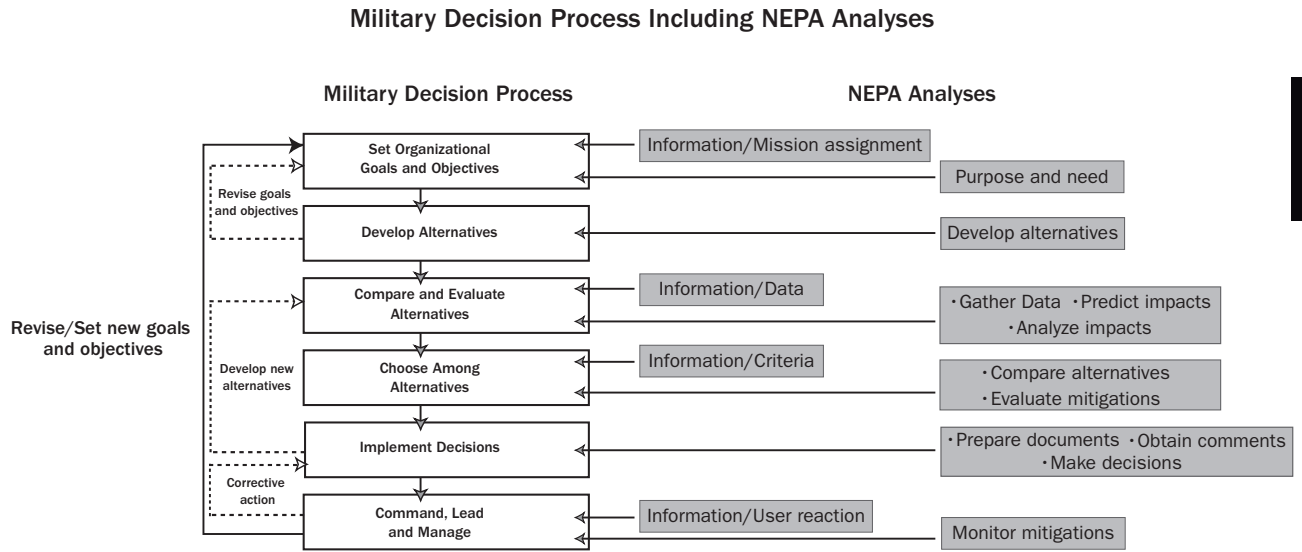 Military Decision Process Including NEPA Analyses
Military Decision Process
NEPA Analyses
Set Organizational
Goals and Objectives
Information/Mission assignment
Purpose and need
Revise goals
and objectives
Develop Alternatives
Develop alternatives
Compare and Evaluate
Alternatives
Information/Data
• Gather Data • Predict impacts
• Analyze impacts
Revise/Set new goals
and objectives
Develop new
alternatives
Choose Among
Alternatives
Information/Criteria
• Compare alternatives
• Evaluate mitigations
Implement Decisions
• Prepare documents • Obtain comments
• Make decisions
Corrective
action
Command, Lead
and Manage
Information/User reaction
Monitor mitigations